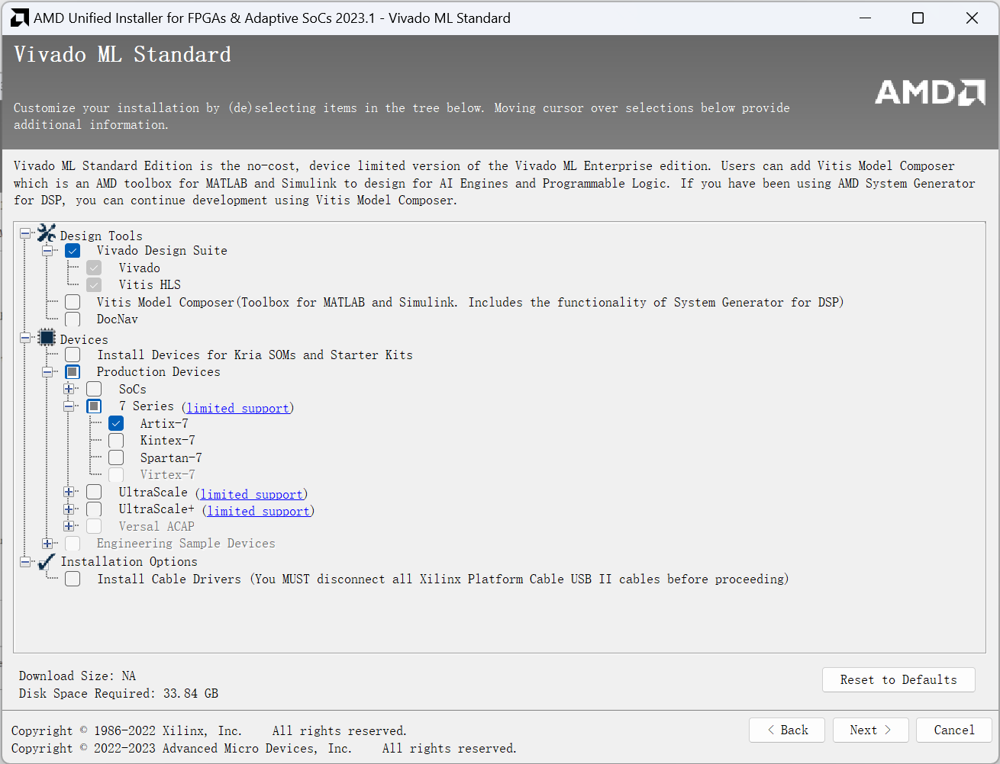 AMD Unified Installer for FPGAs & Adaptive SoCs 2023.1 - Vivado ML Standard
Vivado ML Standard
AMD
Customize your installation by (de)selecting items in the tree below. Moving cursor over selections below provide
additional information.
Vivado ML Standard Edition is the no-cost, device limited version of the Vivado ML Enterprise edition. Users can add Vitis Model Composer
which is an AMD toolbox for MATLAB and Simulink to design for AI Engines and Programmable Logic. If you have been using AMD System Generator
for DSP, you can continue development using Vitis Model Composer.
Design Tools
Vivado Design Suite
Vivado
Vitis HLS
Vitis Model Composer(Toolbox for MATLAB and Simulink. Includes the functionality of System Generator for DSP)
DocNav
Devices
Install Devices for Kria SOMs and Starter Kits
Production Devices
SoCs
7 Series (limited support)
Artix-7
Kintex-7
Spartan-7
Virtex-7
UltraScale (limited support)
UltraScale+ (limited support)
Versal ACAP
Engineering Sample Devices
Installation Options
Install Cable Drivers (You MUST disconnect all Xilinx Platform Cable USB II cables before proceeding)
Download Size: NA
Disk Space Required: 33.84 GB
Reset to Defaults
Copyright © 1986-2022 Xilinx, Inc. All rights reserved.
Copyright © 2022-2023 Advanced Micro Devices, Inc. All rights reserved.
< Back
Next >
Cancel